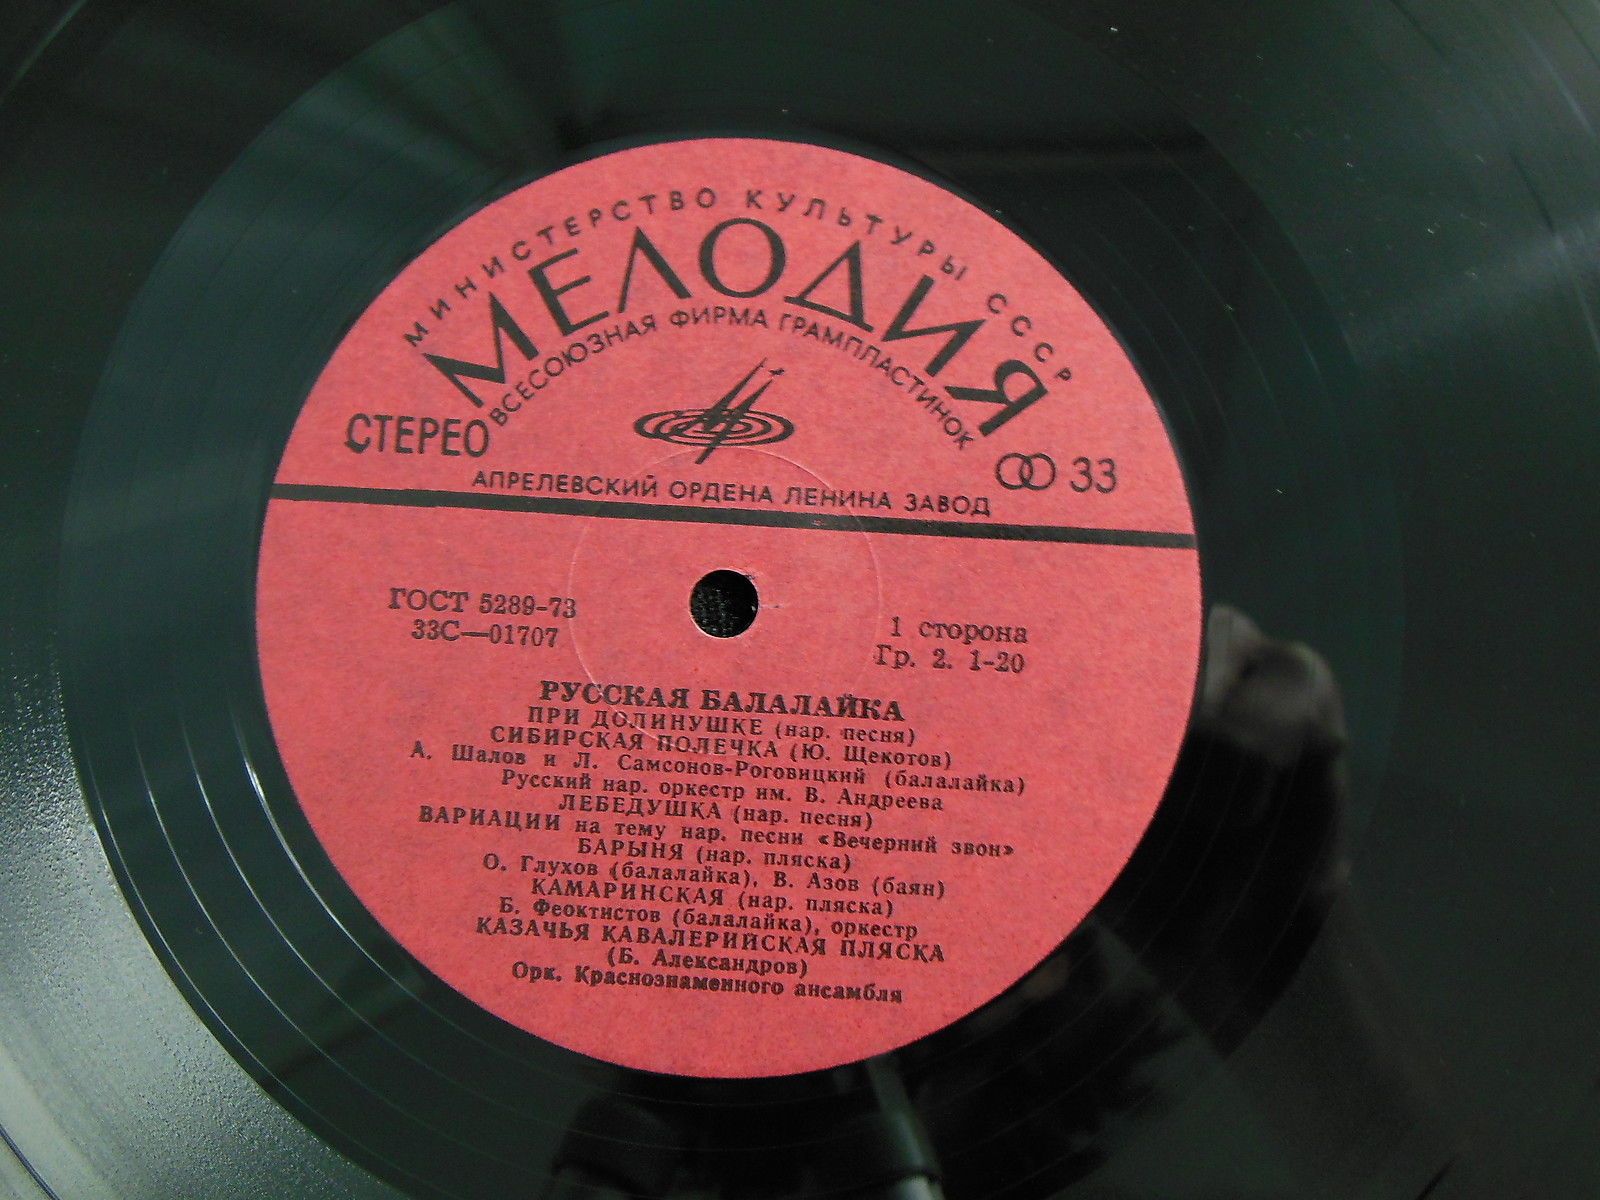 МИНИСТЕРСТВО КУЛЬТУРЫ СССР
МЕЛОДИЯ
ВСЕСОЮЗНАЯ ФИРМА ГРАМПЛАСТИНОК
СТЕРЕО
33
АПРЕЛЕВСКИЙ ОРДЕНА ЛЕНИНА ЗАВОД
ГОСТ 5289-73
33С—01707
1 сторона
Гр. 2. 1-20
РУССКАЯ БАЛАЛАЙКА
ПРИ ДОЛИНУШКЕ (нар. песня)
СИБИРСКАЯ ПОЛЕЧКА (Ю. Щекотов)
А. Шалов и Л. Самсонов-Роговицкий (балалайка)
Русский нар. оркестр им. В. Андреева
ЛЕБЕДУШКА (нар. песня)
ВАРИАЦИИ на тему нар. песни «Вечерний звон»
БАРЫНЯ (нар. пляска)
О. Глухов (балалайка), В. Азов (баян)
КАМАРИНСКАЯ (нар. пляска)
Б. Феоктистов (балалайка), оркестр
КАЗАЧЬЯ КАВАЛЕРИЙСКАЯ ПЛЯСКА
(Б. Александров)
Орк. Краснознаменного ансамбля